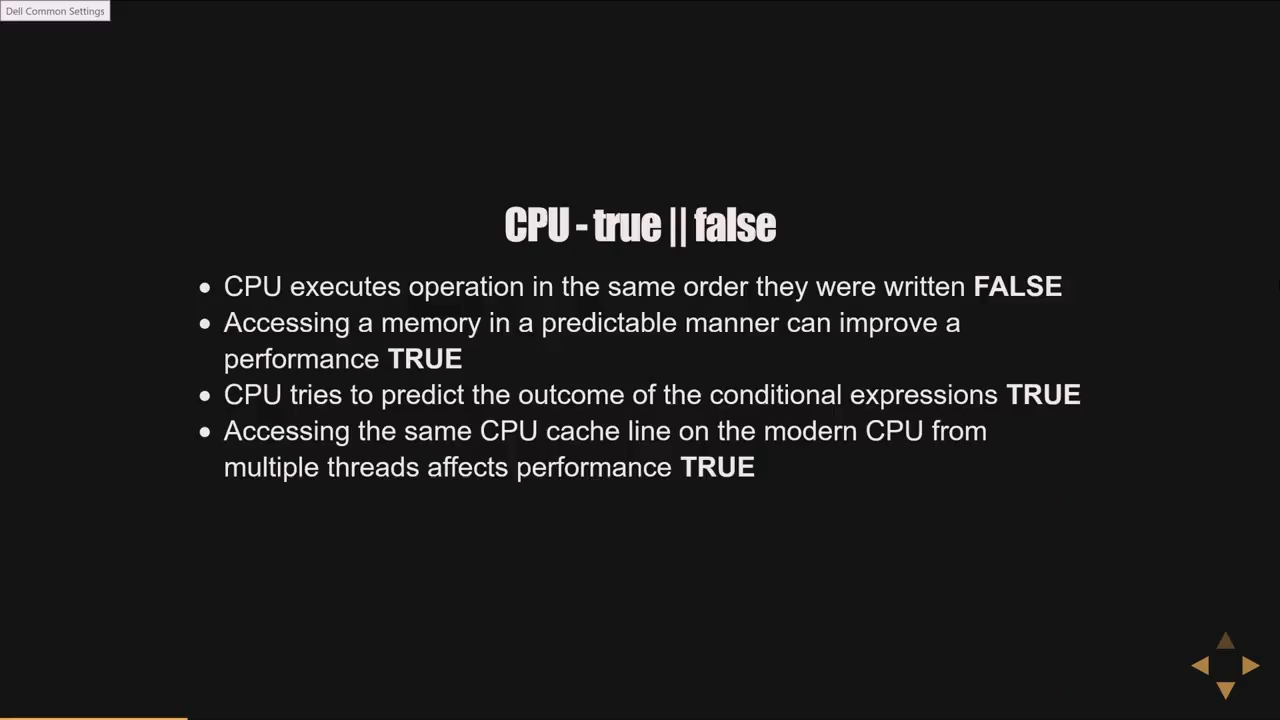 Dell Common Settings
CPU - true || false
CPU executes operation in the same order they were written FALSE
Accessing a memory in a predictable manner can improve a
performance TRUE
CPU tries to predict the outcome of the conditional expressions TRUE
Accessing the same CPU cache line on the modern CPU from
multiple threads affects performance TRUE